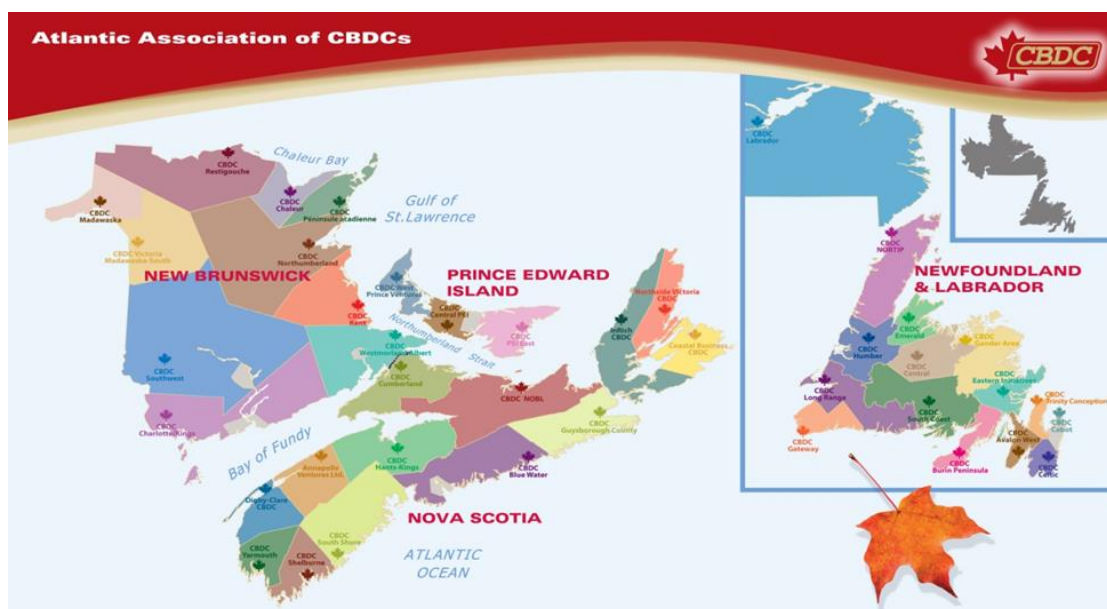 Atlantic Association of CBDCs
CBDC
CBDC
Restigouche
Chaleur Bay
CBDC
Madawaska
CBDC
Chaleur
CBDC
Péninsule acadienne
Gulf of
St.Lawrence
CBDC Victoria
Madawaska-South
CBDC
Northumberland
NEW BRUNSWICK
CBDC West
Prince Ventures
PRINCE EDWARD
ISLAND
CBDC
Central PEI
CBDC
PEI East
CBDC
Kent
Northumberland Strait
CBDC
Westmorland Albert
CBDC
Southwest
CBDC
Cumberland
CBDC
Charlotte/Kings
Bay of Fundy
Northside Victoria
CBDC
CBDC
Coastal Business
CBDC
CBDC NOBL
CBDC
Guysborough County
CBDC
Hants-Kings
Annapolis
Ventures Ltd.
CBDC
Blue Water
Digby-Clare
CBDC
NOVA SCOTIA
CBDC
South Shore
CBDC
Yarmouth
CBDC
Shelburne
ATLANTIC
OCEAN
CBDC
Labrador
CBDC
NORTIP
NEWFOUNDLAND
& LABRADOR
CBDC
Emerald
CBDC
Gander Area
CBDC
Humber
CBDC
Central
CBDC
Eastern Initiatives
CBDC
Long Range
CBDC
South Coast
CBDC
Trinity Conception
CBDC
Cabot
CBDC
Gateway
CBDC
Avalon West
CBDC
Burin Peninsula
CBDC
Celtic